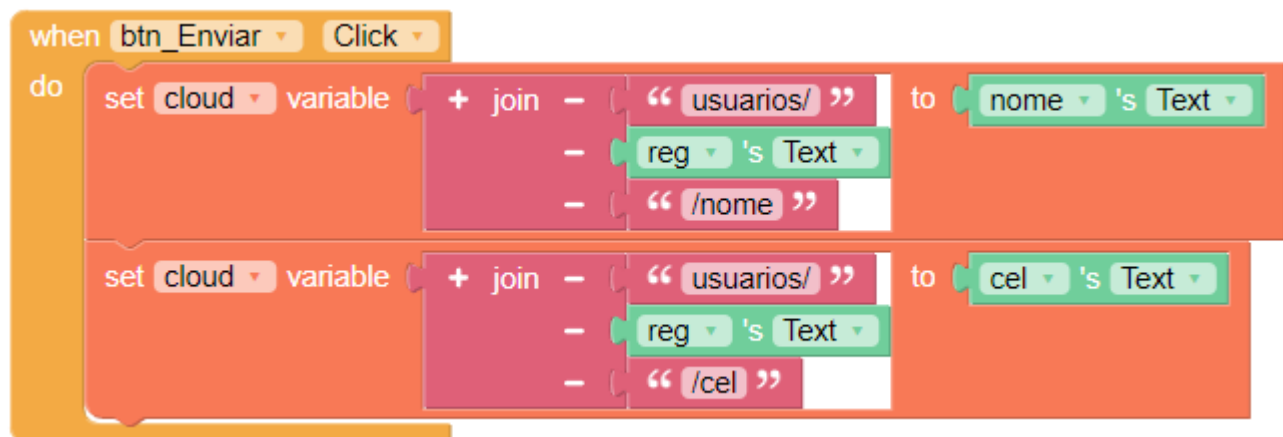 when btn_Enviar Click
do set cloud variable + join - “ usuarios/ ” to nome 's Text
- reg 's Text
- “ /nome ”
set cloud variable + join - “ usuarios/ ” to cel 's Text
- reg 's Text
- “ /cel ”